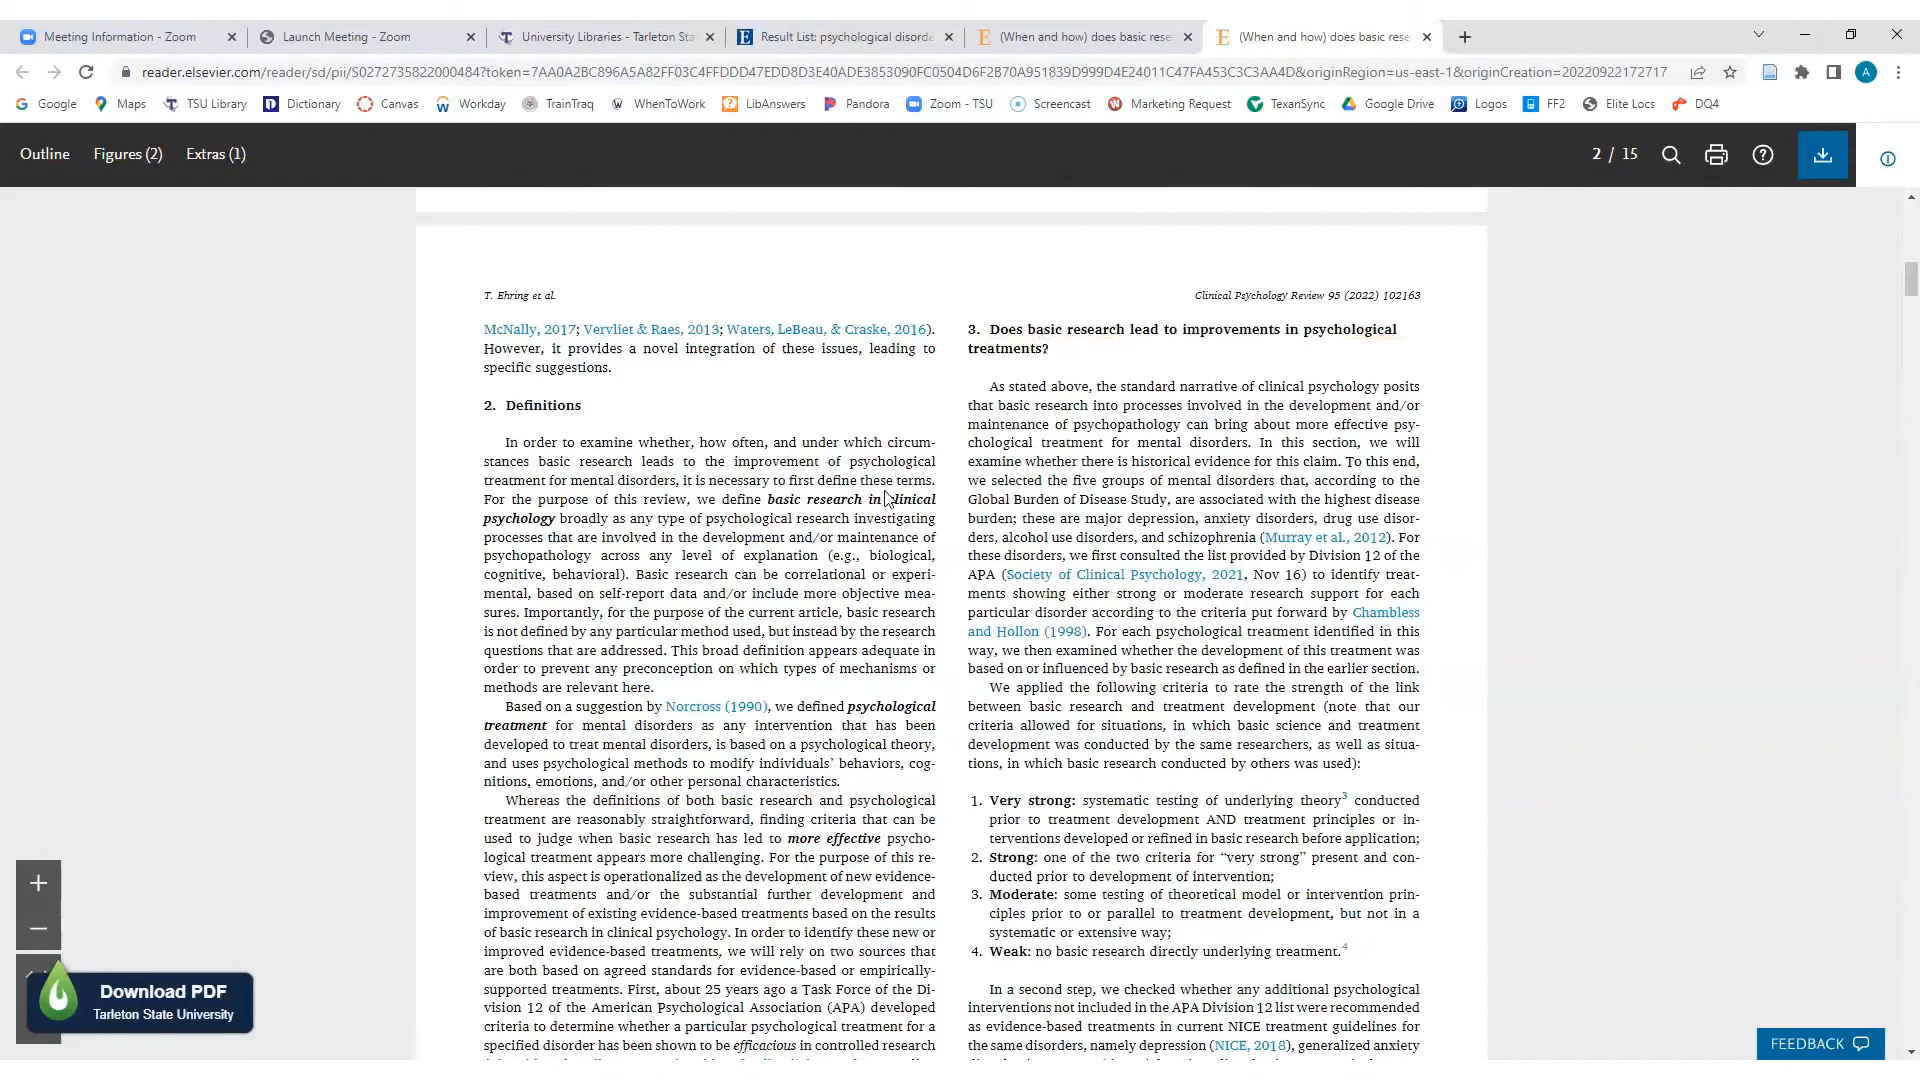 Meeting Information - Zoom
Launch Meeting - Zoom
University Libraries - Tarleton Sta
Result List: psychological disorde
(When and how) does basic rese
(When and how) does basic rese
reader.elsevier.com/reader/sd/pii/S0272735822000484?token=7AA0A2BC896A5A82FF03C4FFDDD47EDD8D3E40ADE3853090FC0504D6F2B70A951839D999D4E24011C47FA453C3C3AA4D&originRegion=us-east-1&originCreation=20220922172717
A
Google
Maps
TSU Library
Dictionary
Canvas
Workday
TrainTraq
WhenToWork
LibAnswers
Pandora
Zoom - TSU
Screencast
Marketing Request
TexanSync
Google Drive
Logos
FF2
Elite Locs
DQ4
Outline
Figures (2)
Extras (1)
2 / 15
T. Ehring et al.
Clinical Psychology Review 95 (2022) 102163
McNally, 2017; Vervliet & Raes, 2013; Waters, LeBeau, & Craske, 2016).
However, it provides a novel integration of these issues, leading to
specific suggestions.
2. Definitions
In order to examine whether, how often, and under which circum-
stances basic research leads to the improvement of psychological
treatment for mental disorders, it is necessary to first define these terms.
For the purpose of this review, we define basic research in clinical
psychology broadly as any type of psychological research investigating
processes that are involved in the development and/or maintenance of
psychopathology across any level of explanation (e.g., biological,
cognitive, behavioral). Basic research can be correlational or experi-
mental, based on self-report data and/or include more objective mea-
sures. Importantly, for the purpose of the current article, basic research
is not defined by any particular method used, but instead by the research
questions that are addressed. This broad definition appears adequate in
order to prevent any preconception on which types of mechanisms or
methods are relevant here.
Based on a suggestion by Norcross (1990), we defined psychological
treatment for mental disorders as any intervention that has been
developed to treat mental disorders, is based on a psychological theory,
and uses psychological methods to modify individuals' behaviors, cog-
nitions, emotions, and/or other personal characteristics.
Whereas the definitions of both basic research and psychological
treatment are reasonably straightforward, finding criteria that can be
used to judge when basic research has led to more effective psycho-
logical treatment appears more challenging. For the purpose of this re-
view, this aspect is operationalized as the development of new evidence-
based treatments and/or the substantial further development and
improvement of existing evidence-based treatments based on the results
of basic research in clinical psychology. In order to identify these new or
improved evidence-based treatments, we will rely on two sources that
are both based on agreed standards for evidence-based or empirically-
supported treatments. First, about 25 years ago a Task Force of the Di-
vision 12 of the American Psychological Association (APA) developed
criteria to determine whether a particular psychological treatment for a
specified disorder has been shown to be efficacious in controlled research
3. Does basic research lead to improvements in psychological
treatments?
As stated above, the standard narrative of clinical psychology posits
that basic research into processes involved in the development and/or
maintenance of psychopathology can bring about more effective psy-
chological treatment for mental disorders. In this section, we will
examine whether there is historical evidence for this claim. To this end,
we selected the five groups of mental disorders that, according to the
Global Burden of Disease Study, are associated with the highest disease
burden; these are major depression, anxiety disorders, drug use disor-
ders, alcohol use disorders, and schizophrenia (Murray et al., 2012). For
these disorders, we first consulted the list provided by Division 12 of the
APA (Society of Clinical Psychology, 2021, Nov 16) to identify treat-
ments showing either strong or moderate research support for each
particular disorder according to the criteria put forward by Chambless
and Hollon (1998). For each psychological treatment identified in this
way, we then examined whether the development of this treatment was
based on or influenced by basic research as defined in the earlier section.
We applied the following criteria to rate the strength of the link
between basic research and treatment development (note that our
criteria allowed for situations, in which basic science and treatment
development was conducted by the same researchers, as well as situa-
tions, in which basic research conducted by others was used):
1. Very strong: systematic testing of underlying theory3 conducted
prior to treatment development AND treatment principles or in-
terventions developed or refined in basic research before application;
2. Strong: one of the two criteria for “very strong” present and con-
ducted prior to development of intervention;
3. Moderate: some testing of theoretical model or intervention prin-
ciples prior to or parallel to treatment development, but not in a
systematic or extensive way;
4. Weak: no basic research directly underlying treatment.4
In a second step, we checked whether any additional psychological
interventions not included in the APA Division 12 list were recommended
as evidence-based treatments in current NICE treatment guidelines for
the same disorders, namely depression (NICE, 2018), generalized anxiety
Download PDF
Tarleton State University
FEEDBACK